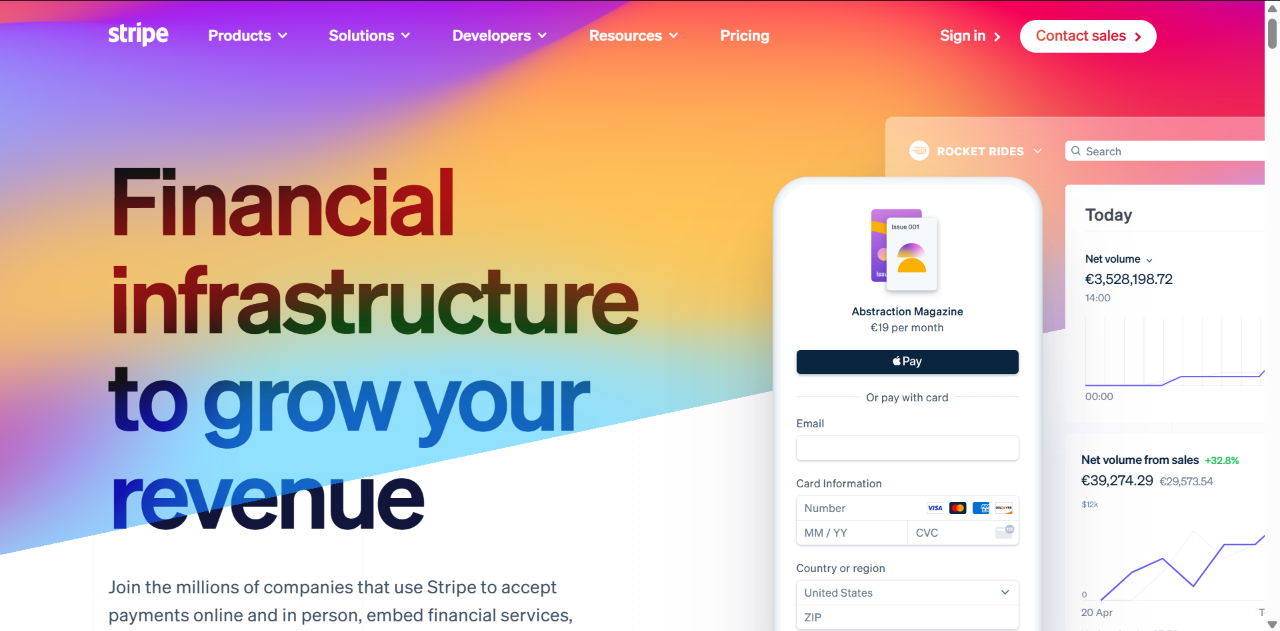 stripe
Products
Solutions
Developers
Resources
Pricing
Sign in
Contact sales
Financial
infrastructure
to grow your
revenue
Join the millions of companies that use Stripe to accept
payments online and in person, embed financial services,
ROCKET RIDES
Search
Issue 001
Abstraction Magazine
€19 per month
Pay
Or pay with card
Email
Card Information
Number
VISA
MM / YY
CVC
Country or region
United States
ZIP
Today
Net volume
€3,528,198.72
14:00
00:00
Net volume from sales +32.8%
€39,274.29 €29,573.54
$12k
0
20 Apr